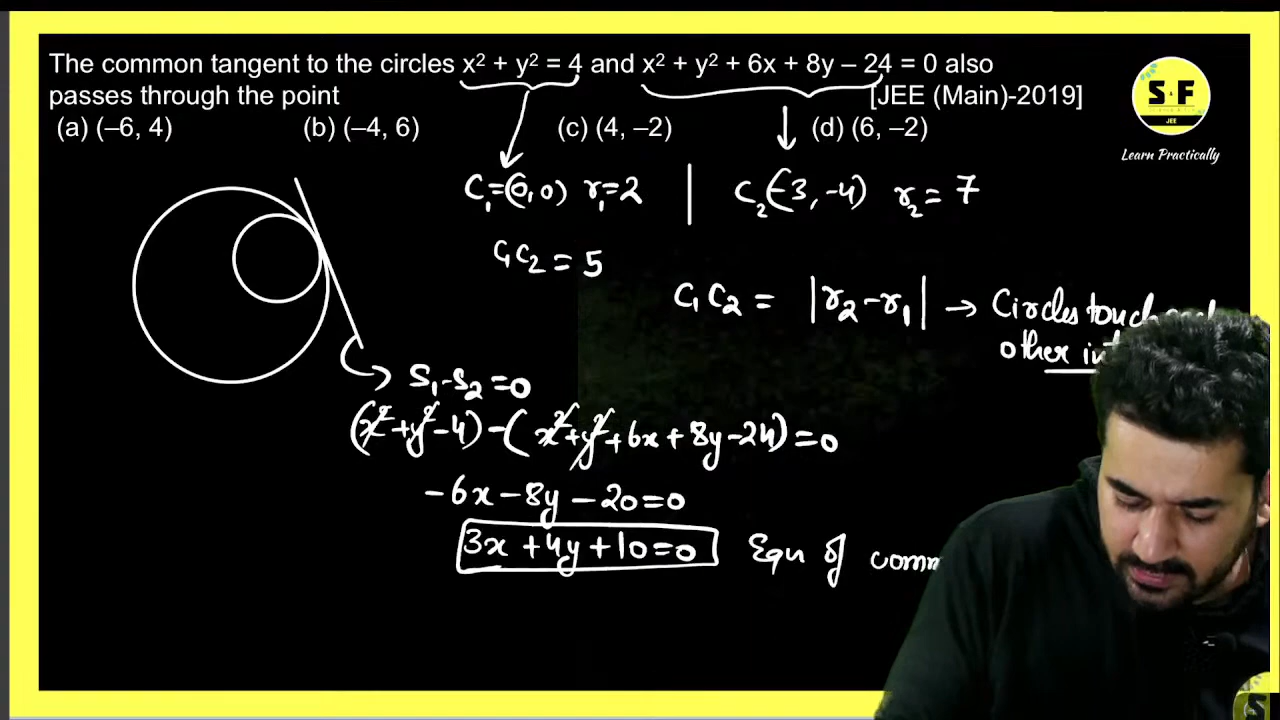 The common tangent to the circles x² + y² = 4 and x² + y² + 6x + 8y – 24 = 0 also
passes through the point [JEE (Main)-2019]
(a) (–6, 4) (b) (–4, 6) (c) (4, –2) (d) (6, –2)
S&F
JEE
Learn Practically
C₁=(0,0) r₁=2 | C₂(-3,-4) r₂=7
C₁C₂=5
C₁C₂ = |r₂-r₁| → Circles touch
other
S₁-S₂=0
(x²+y²-4)-(x²+y²+6x+8y-24)=0
-6x-8y-20=0
3x+4y+10=0 Eqn of
S